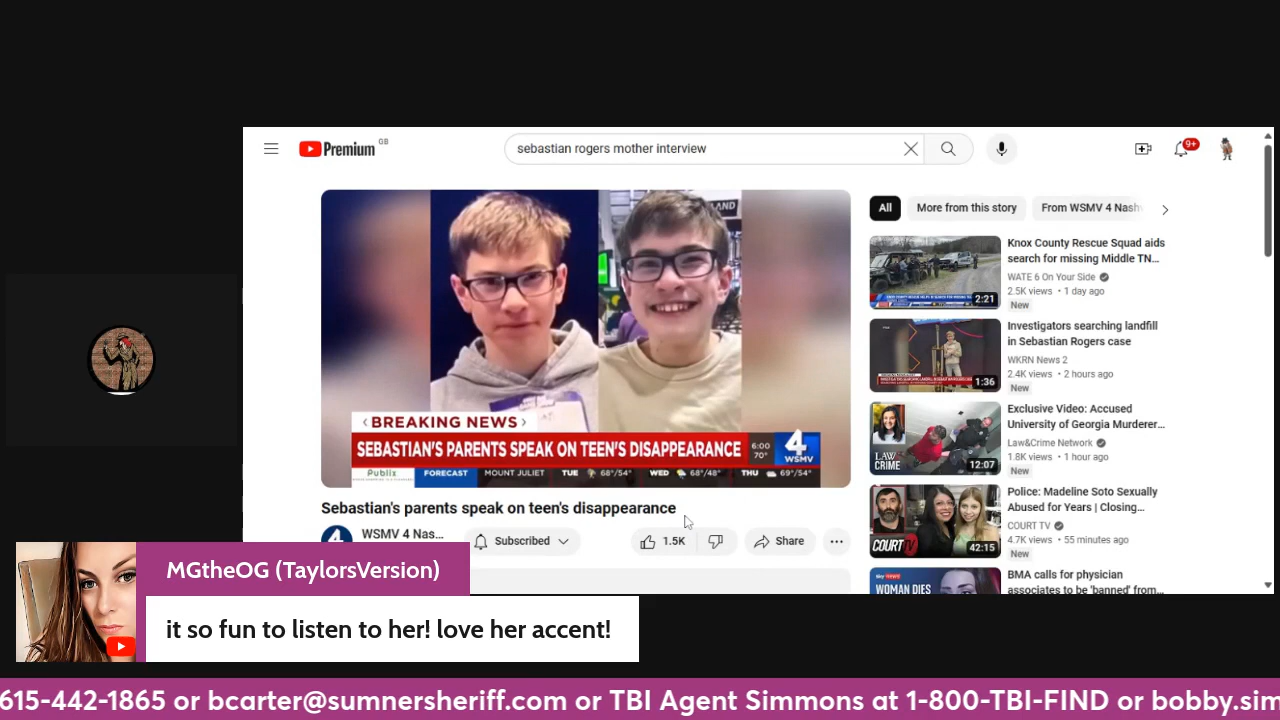 Premium GB
sebastian rogers mother interview
9+
All
More from this story
From WSMV 4 Nash
BREAKING NEWS
SEBASTIAN'S PARENTS SPEAK ON TEEN'S DISAPPEARANCE
6:00
70°
4
WSMV
Publix
FORECAST
MOUNT JULIET
TUE 68°/54°
WED 68°/48°
THU 69°/54°
Sebastian's parents speak on teen's disappearance
WSMV 4 Nas...
Subscribed
1.5K
Share
Knox County Rescue Squad aids
search for missing Middle TN...
WATE 6 On Your Side
2.5K views • 1 day ago
New
2:21
Investigators searching landfill
in Sebastian Rogers case
WKRN News 2
2.4K views • 2 hours ago
New
1:36
Exclusive Video: Accused
University of Georgia Murderer...
Law&Crime Network
1.8K views • 1 hour ago
New
LAW
CRIME
12:07
Police: Madeline Soto Sexually
Abused for Years | Closing...
COURT TV
4.7K views • 55 minutes ago
New
COURT
42:15
BMA calls for physician
associates to be 'banned' from...
sky news
WOMAN DIES
MGtheOG (TaylorsVersion)
it so fun to listen to her! love her accent!
615-442-1865 or bcarter@sumnersheriff.com or TBI Agent Simmons at 1-800-TBI-FIND or bobby.sim